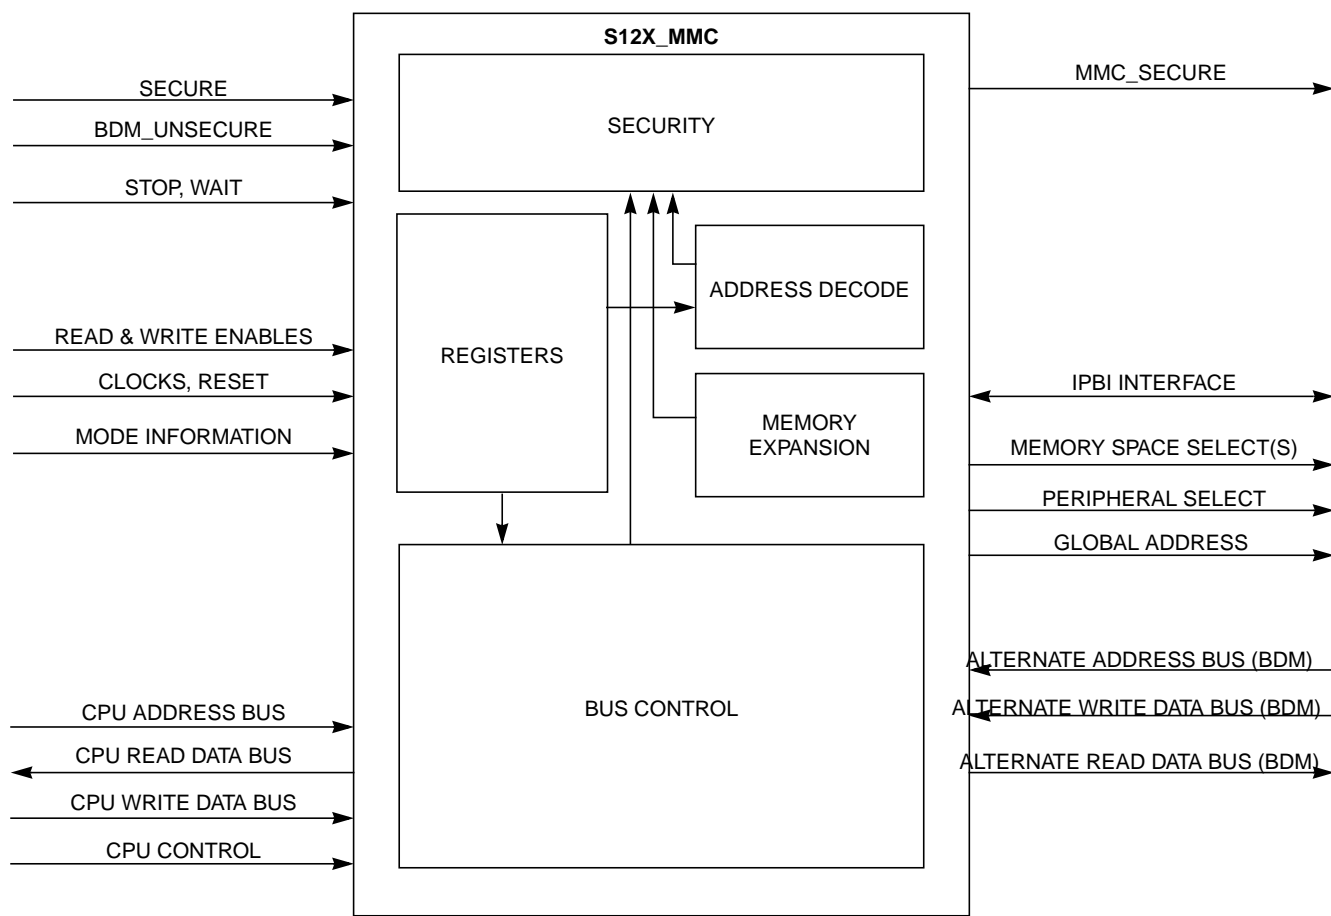 S12X_MMC
SECURE
BDM_UNSECURE
STOP, WAIT
READ & WRITE ENABLES
CLOCKS, RESET
MODE INFORMATION
CPU ADDRESS BUS
CPU READ DATA BUS
CPU WRITE DATA BUS
CPU CONTROL
SECURITY
REGISTERS
ADDRESS DECODE
MEMORY
EXPANSION
BUS CONTROL
MMC_SECURE
IPBI INTERFACE
MEMORY SPACE SELECT(S)
PERIPHERAL SELECT
GLOBAL ADDRESS
ALTERNATE ADDRESS BUS (BDM)
ALTERNATE WRITE DATA BUS (BDM)
ALTERNATE READ DATA BUS (BDM)